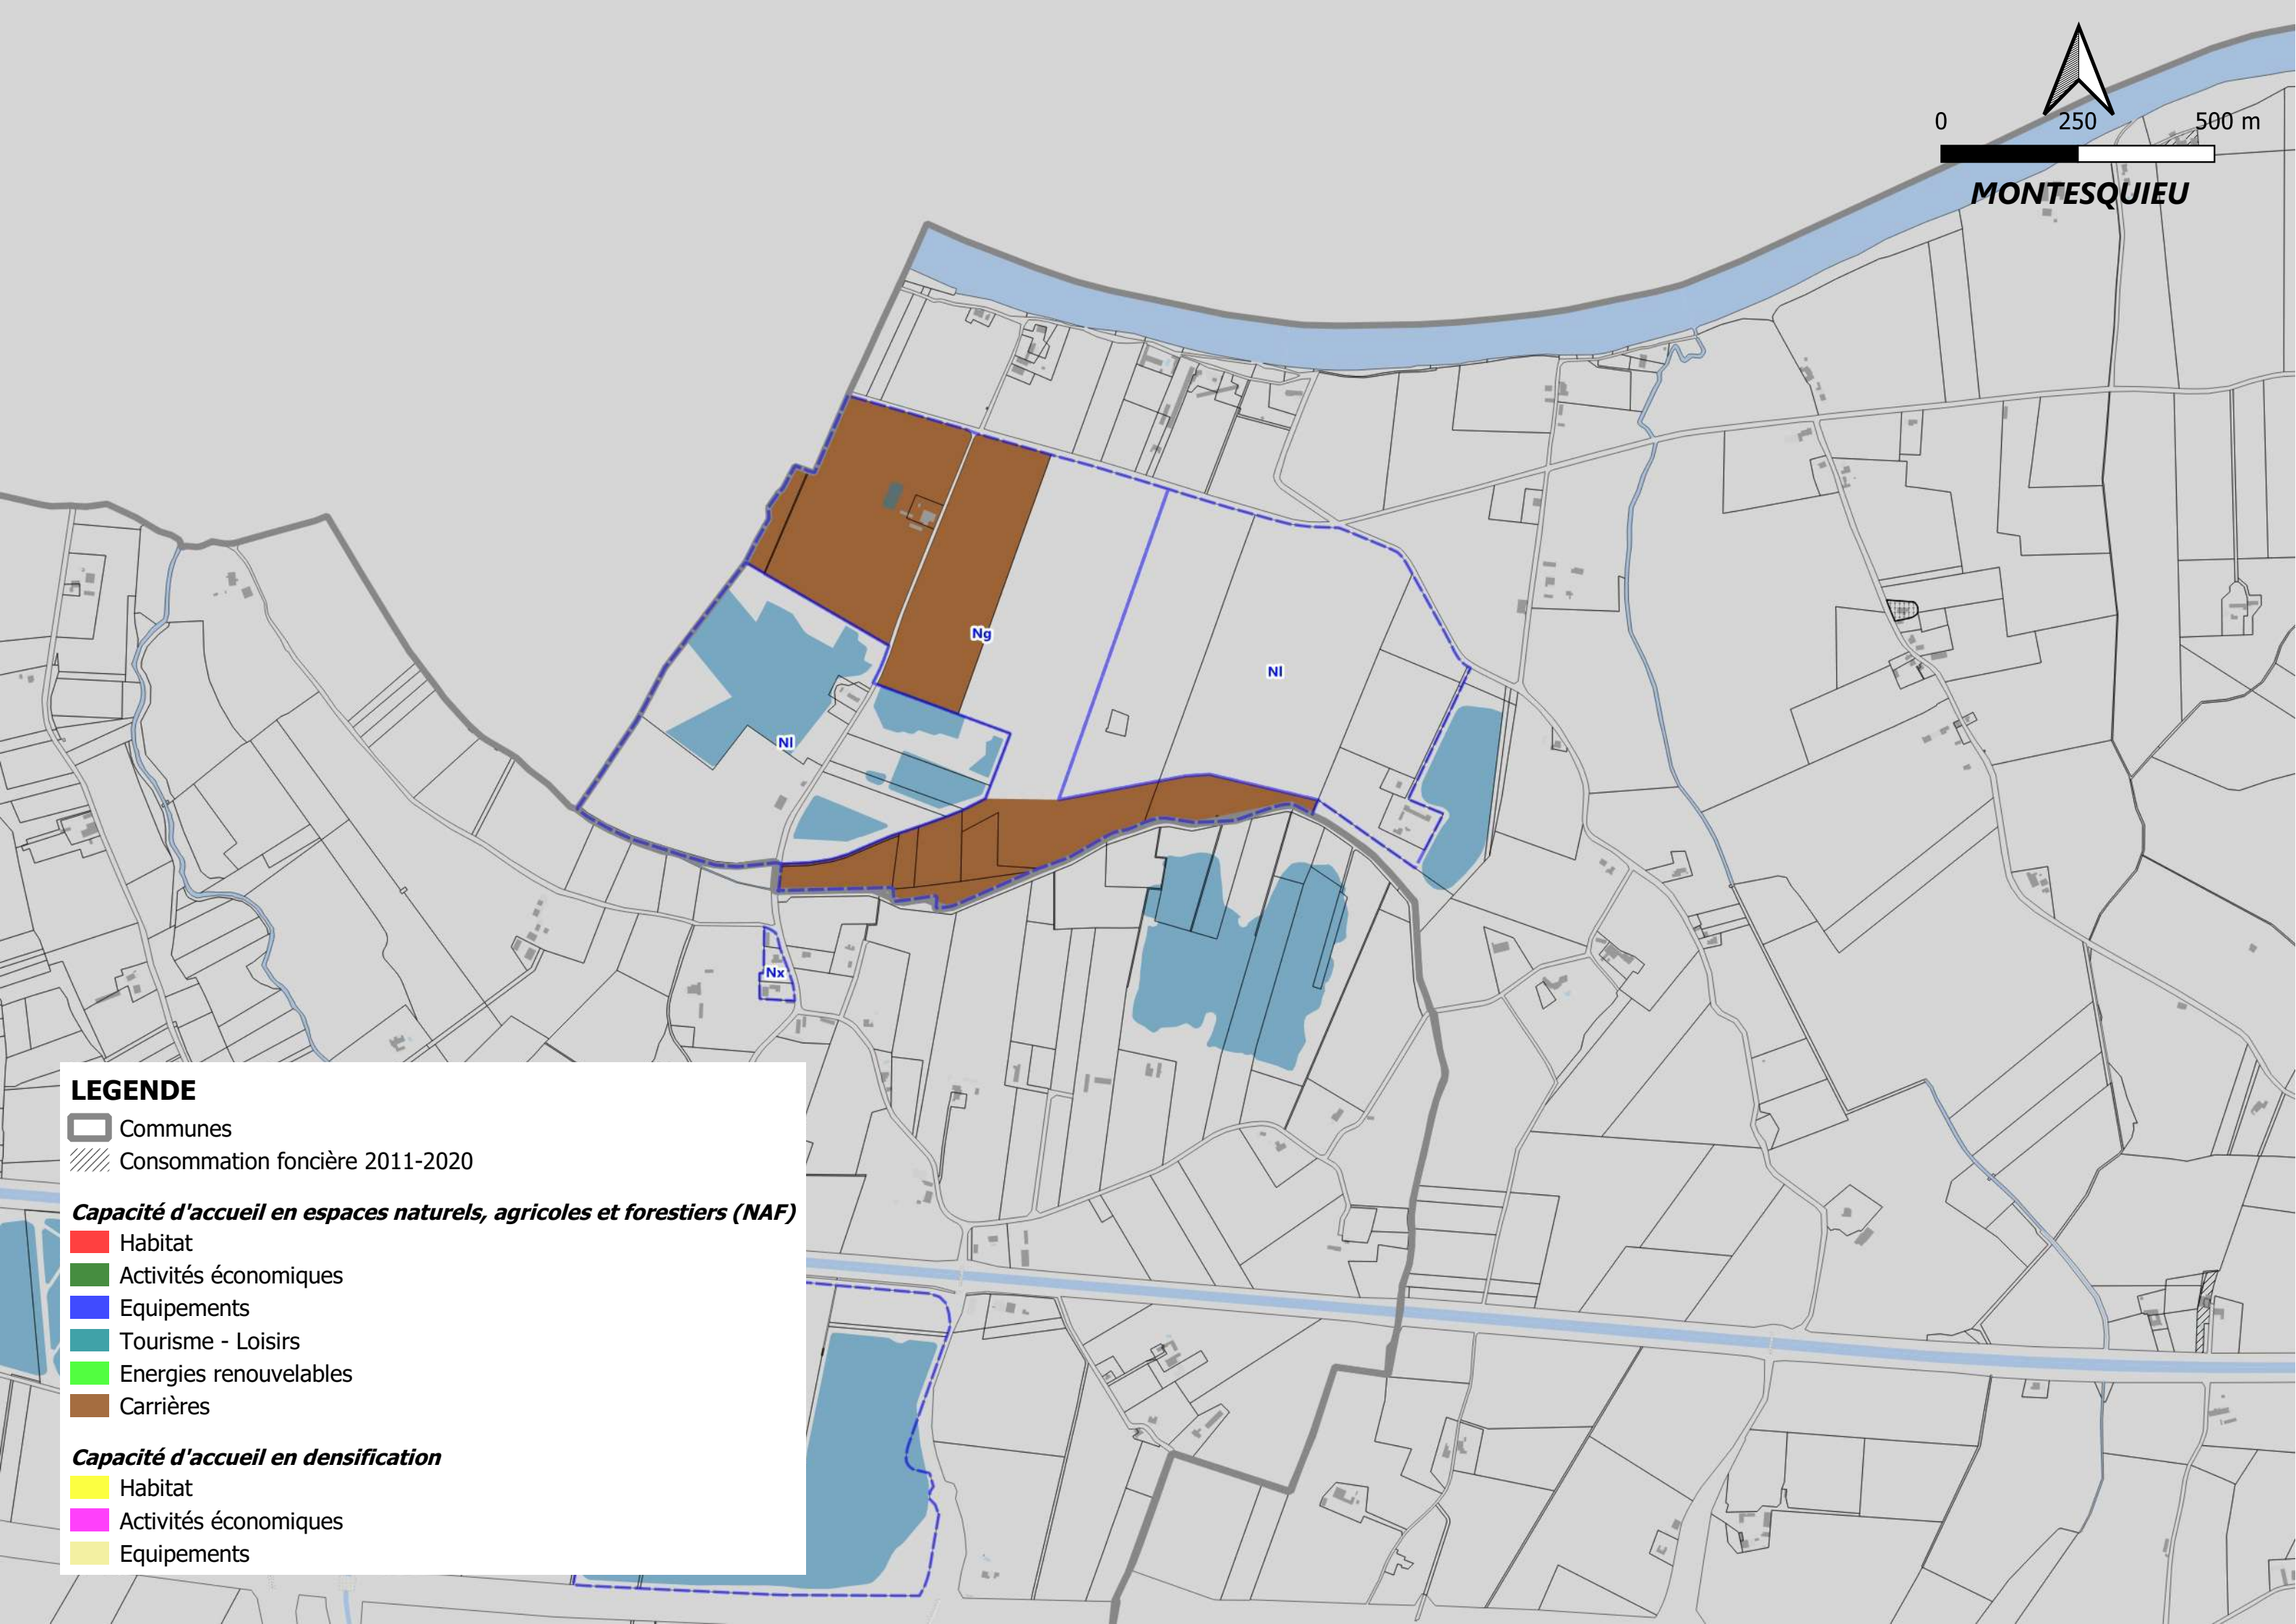 0 250 500 m
MONTESQUIEU
Ng
Nl
Nl
Nx
LEGENDE
Communes
Consommation foncière 2011-2020
Capacité d'accueil en espaces naturels, agricoles et forestiers (NAF)
Habitat
Activités économiques
Equipements
Tourisme - Loisirs
Energies renouvelables
Carrières
Capacité d'accueil en densification
Habitat
Activités économiques
Equipements